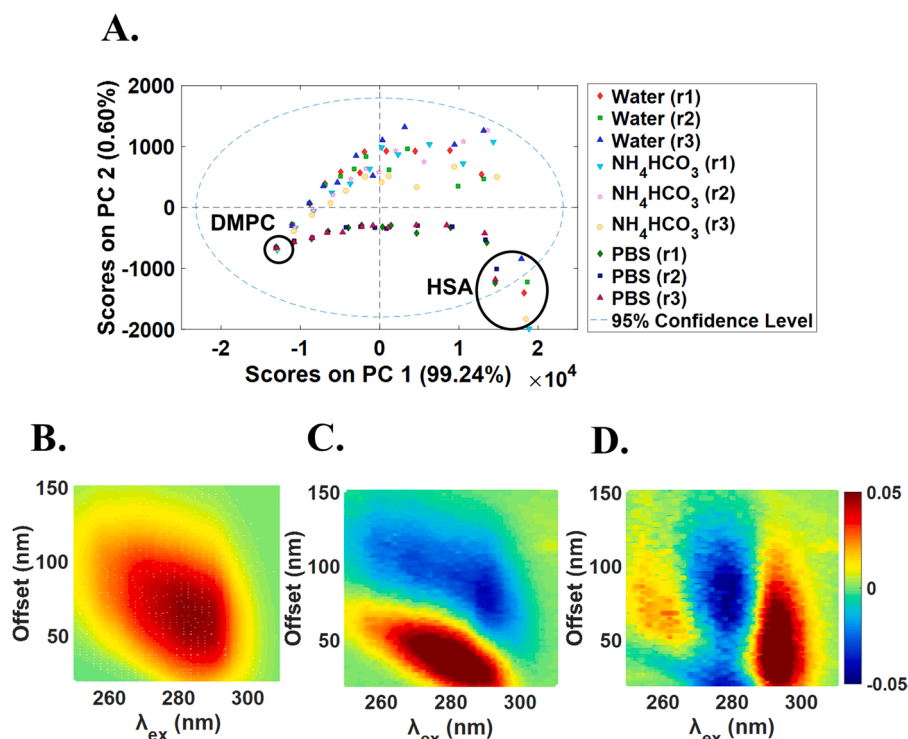 A.
Scores on PC 2 (0.60%)
2000
1000
0
-1000
-2000
DMPC
HSA
-2
-1
0
1
2
Scores on PC 1 (99.24%)
×10⁴
Water (r1)
Water (r2)
Water (r3)
NH₄HCO₃ (r1)
NH₄HCO₃ (r2)
NH₄HCO₃ (r3)
PBS (r1)
PBS (r2)
PBS (r3)
95% Confidence Level
B.
Offset (nm)
150
100
50
260
280
300
λex (nm)
C.
Offset (nm)
150
100
50
260
280
300
λex (nm)
D.
Offset (nm)
150
100
50
260
280
300
λex (nm)
0.05
0
-0.05